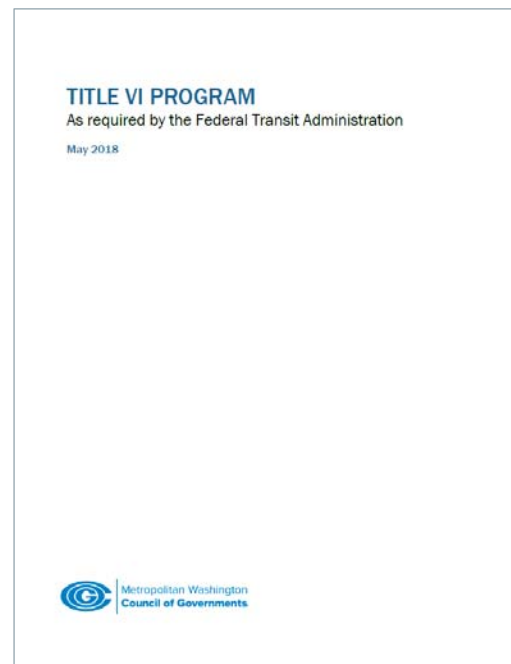 TITLE VI PROGRAM
As required by the Federal Transit Administration
May 2018
Metropolitan Washington
Council of Governments